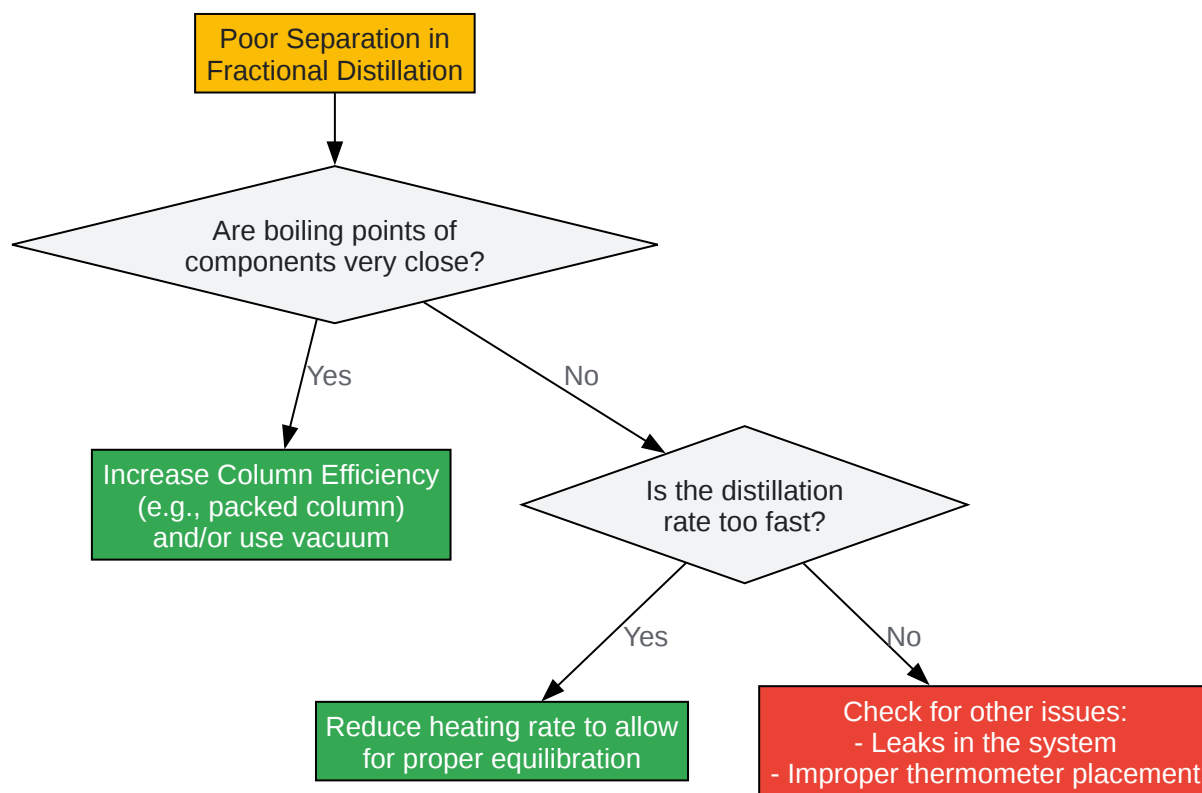 Poor Separation in
Fractional Distillation
Are boiling points of
components very close?
Yes
No
Increase Column Efficiency
(e.g., packed column)
and/or use vacuum
Is the distillation
rate too fast?
Yes
No
Reduce heating rate to allow
for proper equilibration
Check for other issues:
- Leaks in the system
- Improper thermometer placement